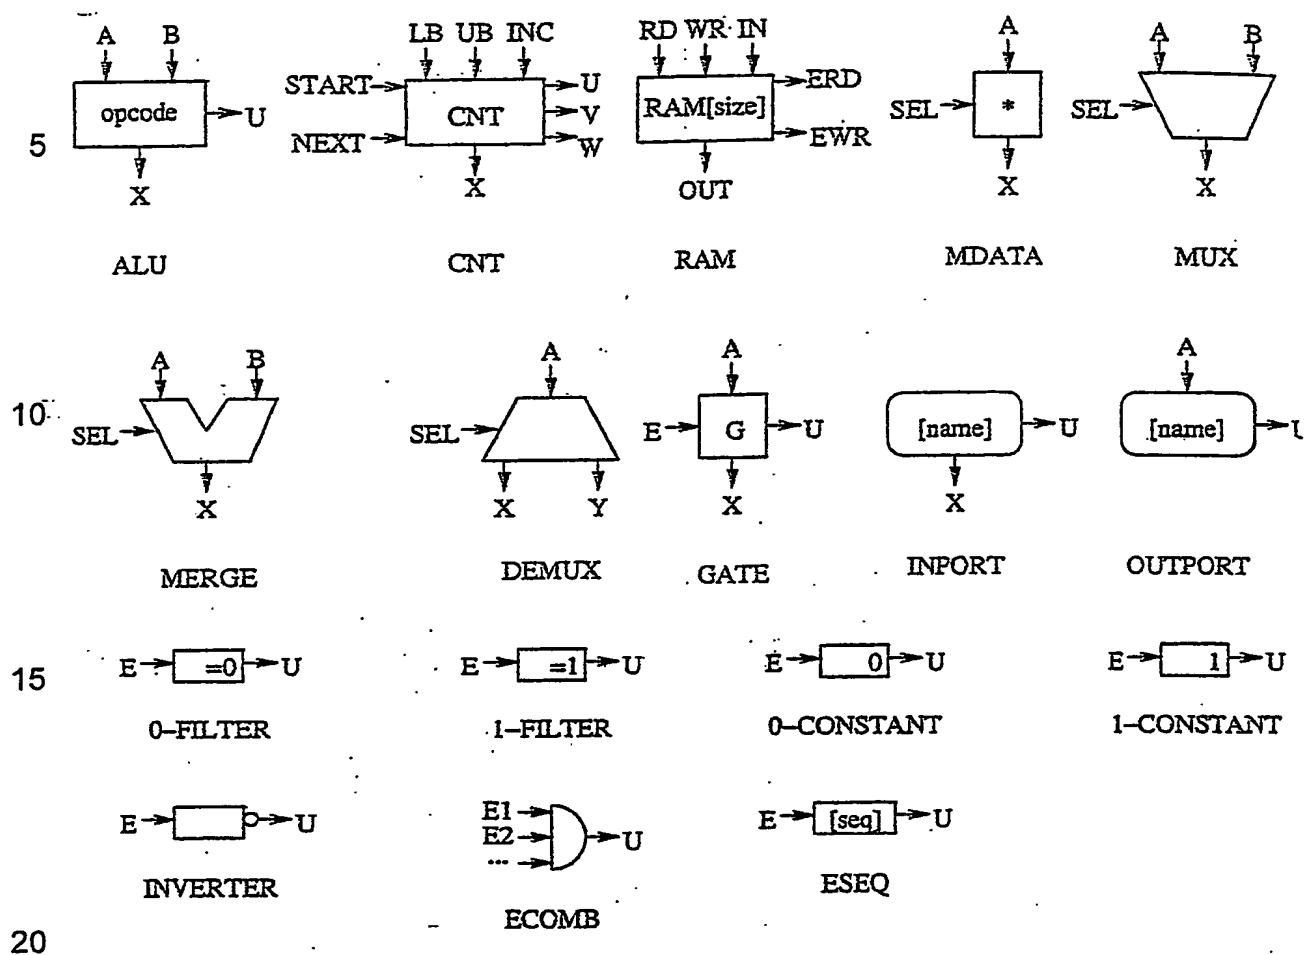 A B LB UB INC RD WR IN A A B
START U ERD
opcode U CNT V RAM[size] SEL * SEL
5 NEXT W EWR
X X OUT X X
ALU CNT RAM MDATA MUX
A B A A A
10 SEL SEL E G U [name] U [name] U
X X Y X X
MERGE DEMUX GATE INPORT OUTPORT
15 E =0 U E =1 U E 0 U E 1 U
0–FILTER 1–FILTER 0–CONSTANT 1–CONSTANT
E U E1 E2 ... U E [seq] U
INVERTER ECOMB ESEQ
20